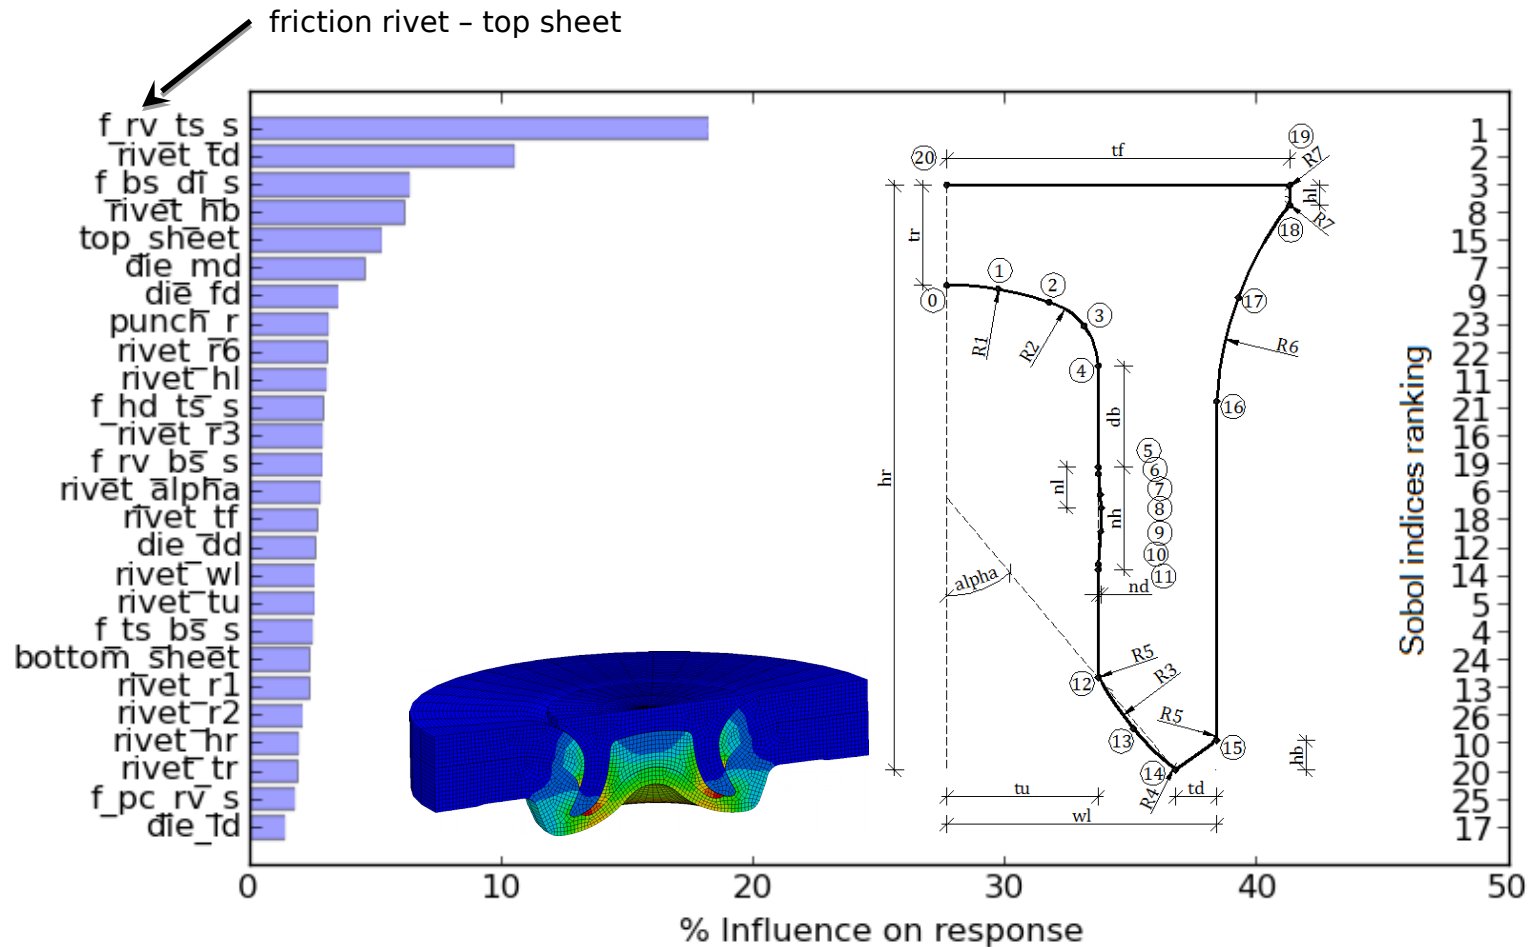 friction rivet – top sheet
f_rv_ts_s
rivet_td
f_bs_di_s
rivet_hb
top_sheet
die_md
die_fd
punch_r
rivet_r6
rivet_hl
f_hd_ts_s
rivet_r3
f_rv_bs_s
rivet_alpha
rivet_tf
die_dd
rivet_wl
rivet_tu
f_ts_bs_s
bottom_sheet
rivet_r1
rivet_r2
rivet_hr
rivet_tr
f_pc_rv_s
die_ld
0
10
20
30
40
50
% Influence on response
20
tf
19
R7
hl
R7
18
tr
0
1
2
3
R1
R2
4
17
R6
16
db
hr
5
6
7
8
9
10
11
nl
nh
nd
alpha
R5
12
R3
R5
13
15
14
hb
R4
tu
td
wl
Sobol indices ranking
1
2
3
8
15
7
9
23
22
11
21
16
19
6
18
12
14
5
4
24
13
26
10
20
25
17